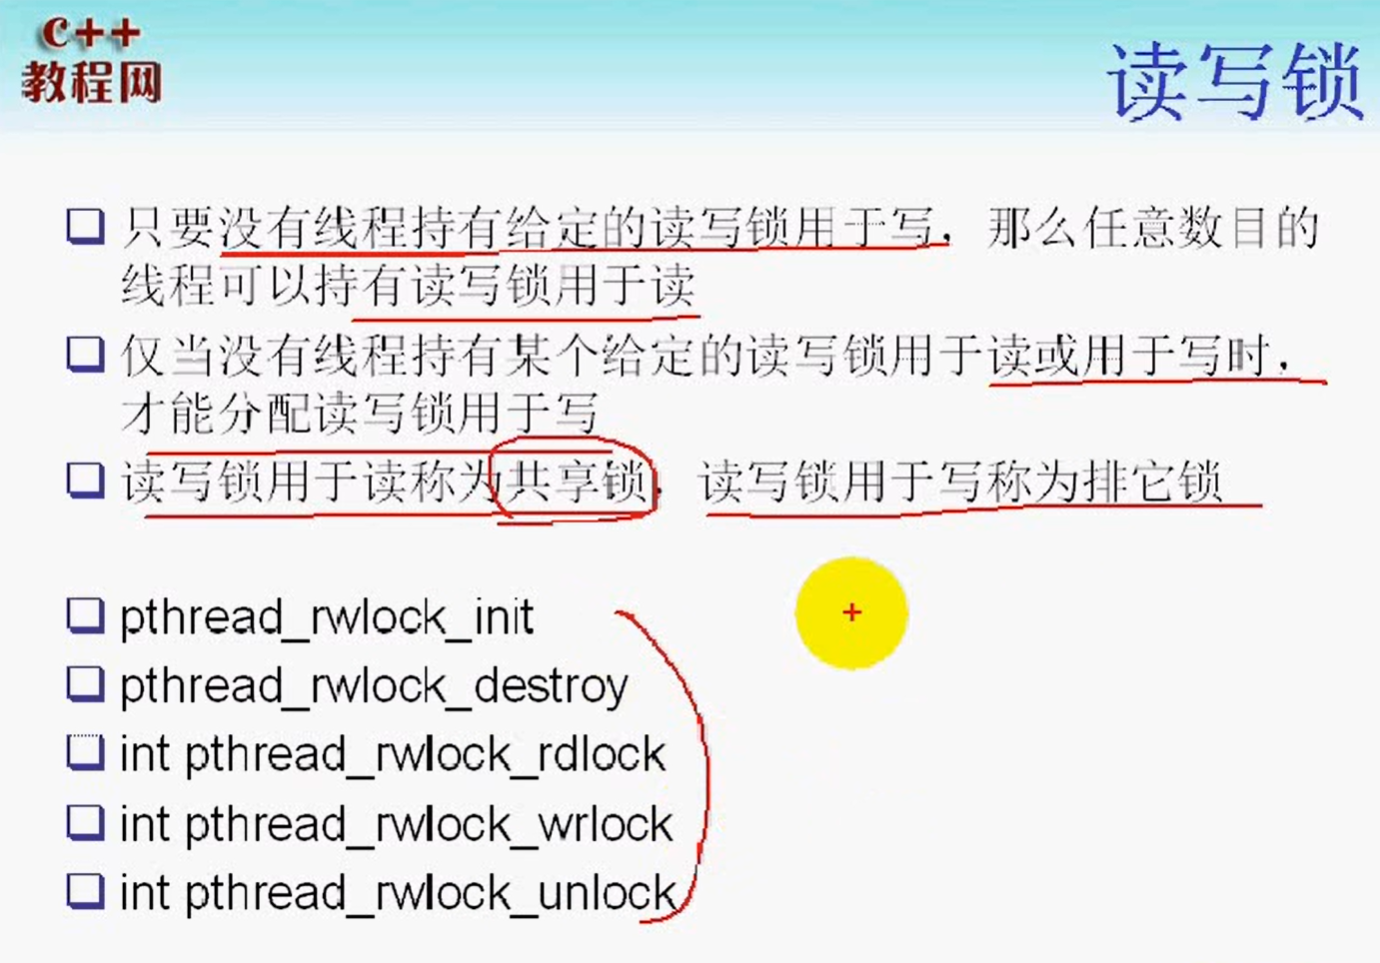 c++
教程网
读写锁
只要没有线程持有给定的读写锁用于写，那么任意数目的
线程可以持有读写锁用于读
仅当没有线程持有某个给定的读写锁用于读或用于写时，
才能分配读写锁用于写
读写锁用于读称为共享锁，读写锁用于写称为排它锁
pthread_rwlock_init
pthread_rwlock_destroy
int pthread_rwlock_rdlock
int pthread_rwlock_wrlock
int pthread_rwlock_unlock